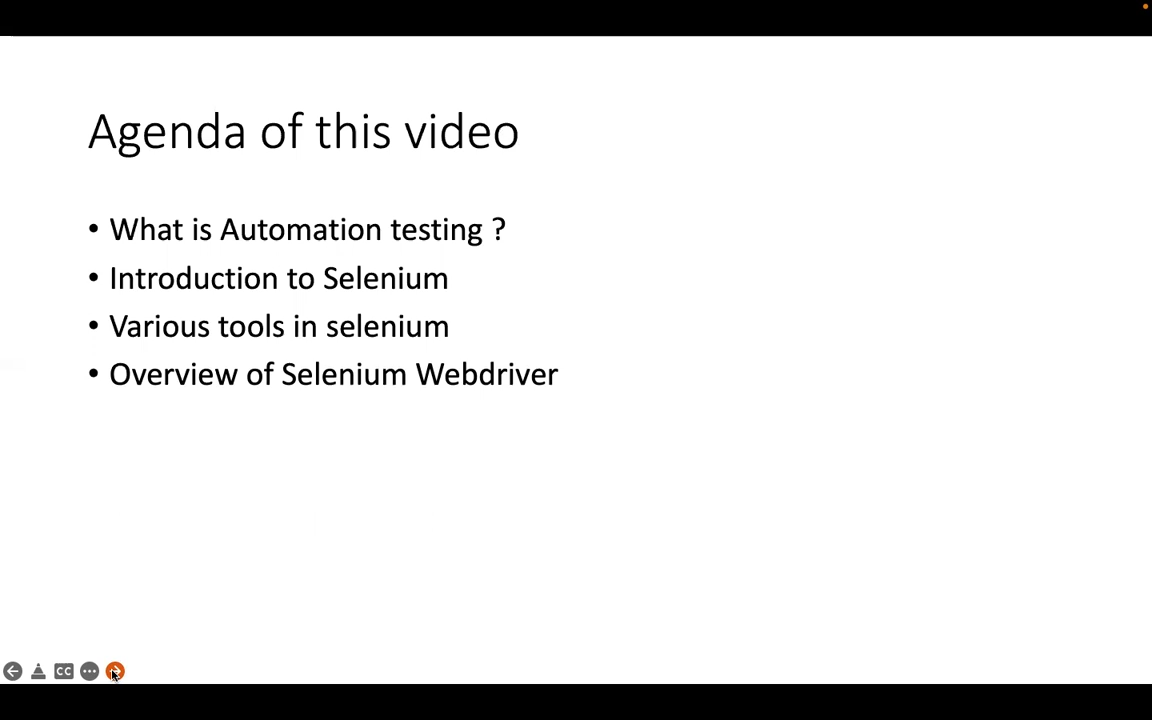 Agenda of this video
• What is Automation testing ?
• Introduction to Selenium
• Various tools in selenium
• Overview of Selenium Webdriver
CC